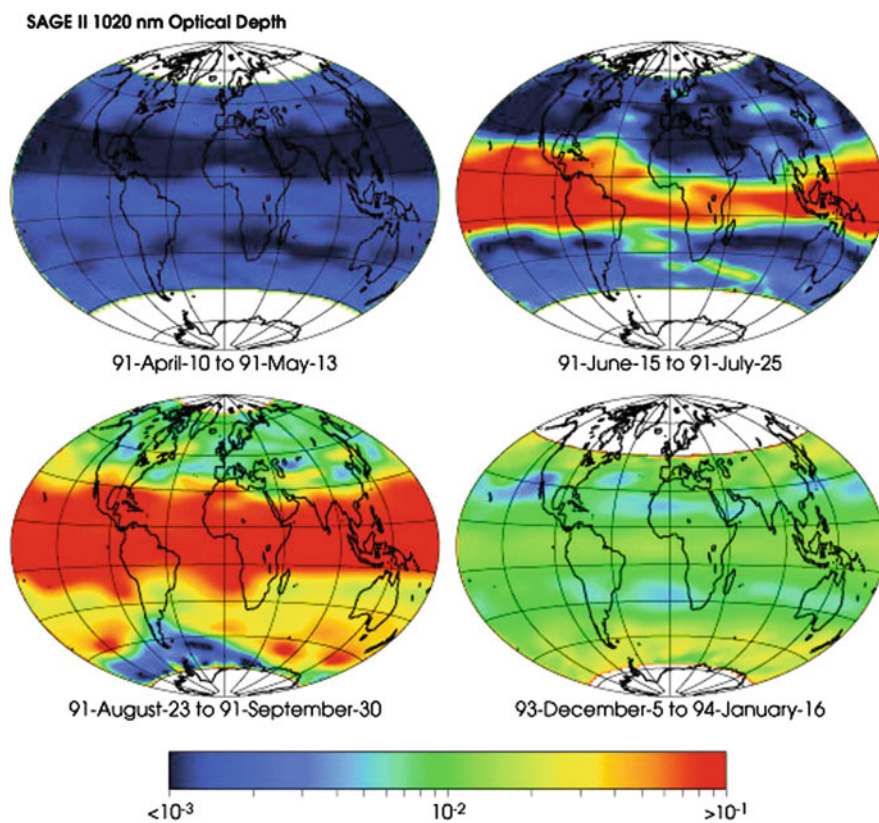 SAGE II 1020 nm Optical Depth
91-April-10 to 91-May-13
91-June-15 to 91-July-25
91-August-23 to 91-September-30
93-December-5 to 94-January-16
<10⁻³ 10⁻² >10⁻¹